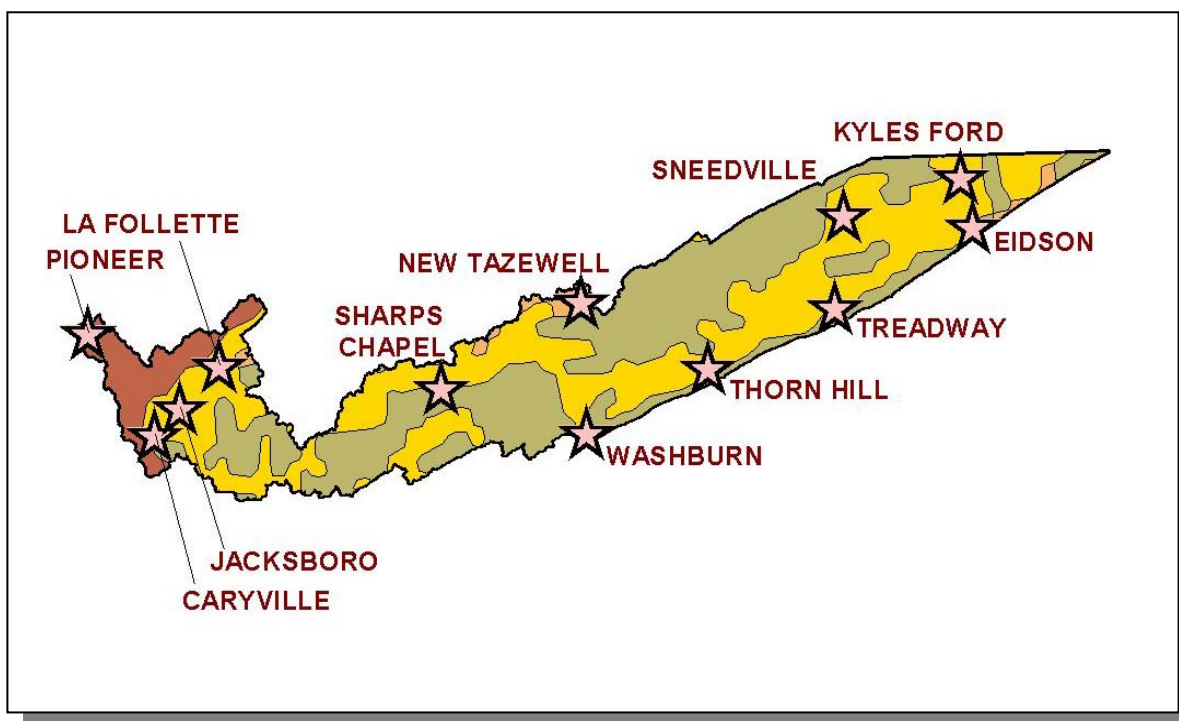 KYLES FORD
SNEEDVILLE
LA FOLLETTE
PIONEER
NEW TAZEWELL
EIDSON
SHARPS
CHAPEL
TREADWAY
THORN HILL
WASHBURN
JACKSBORO
CARYVILLE